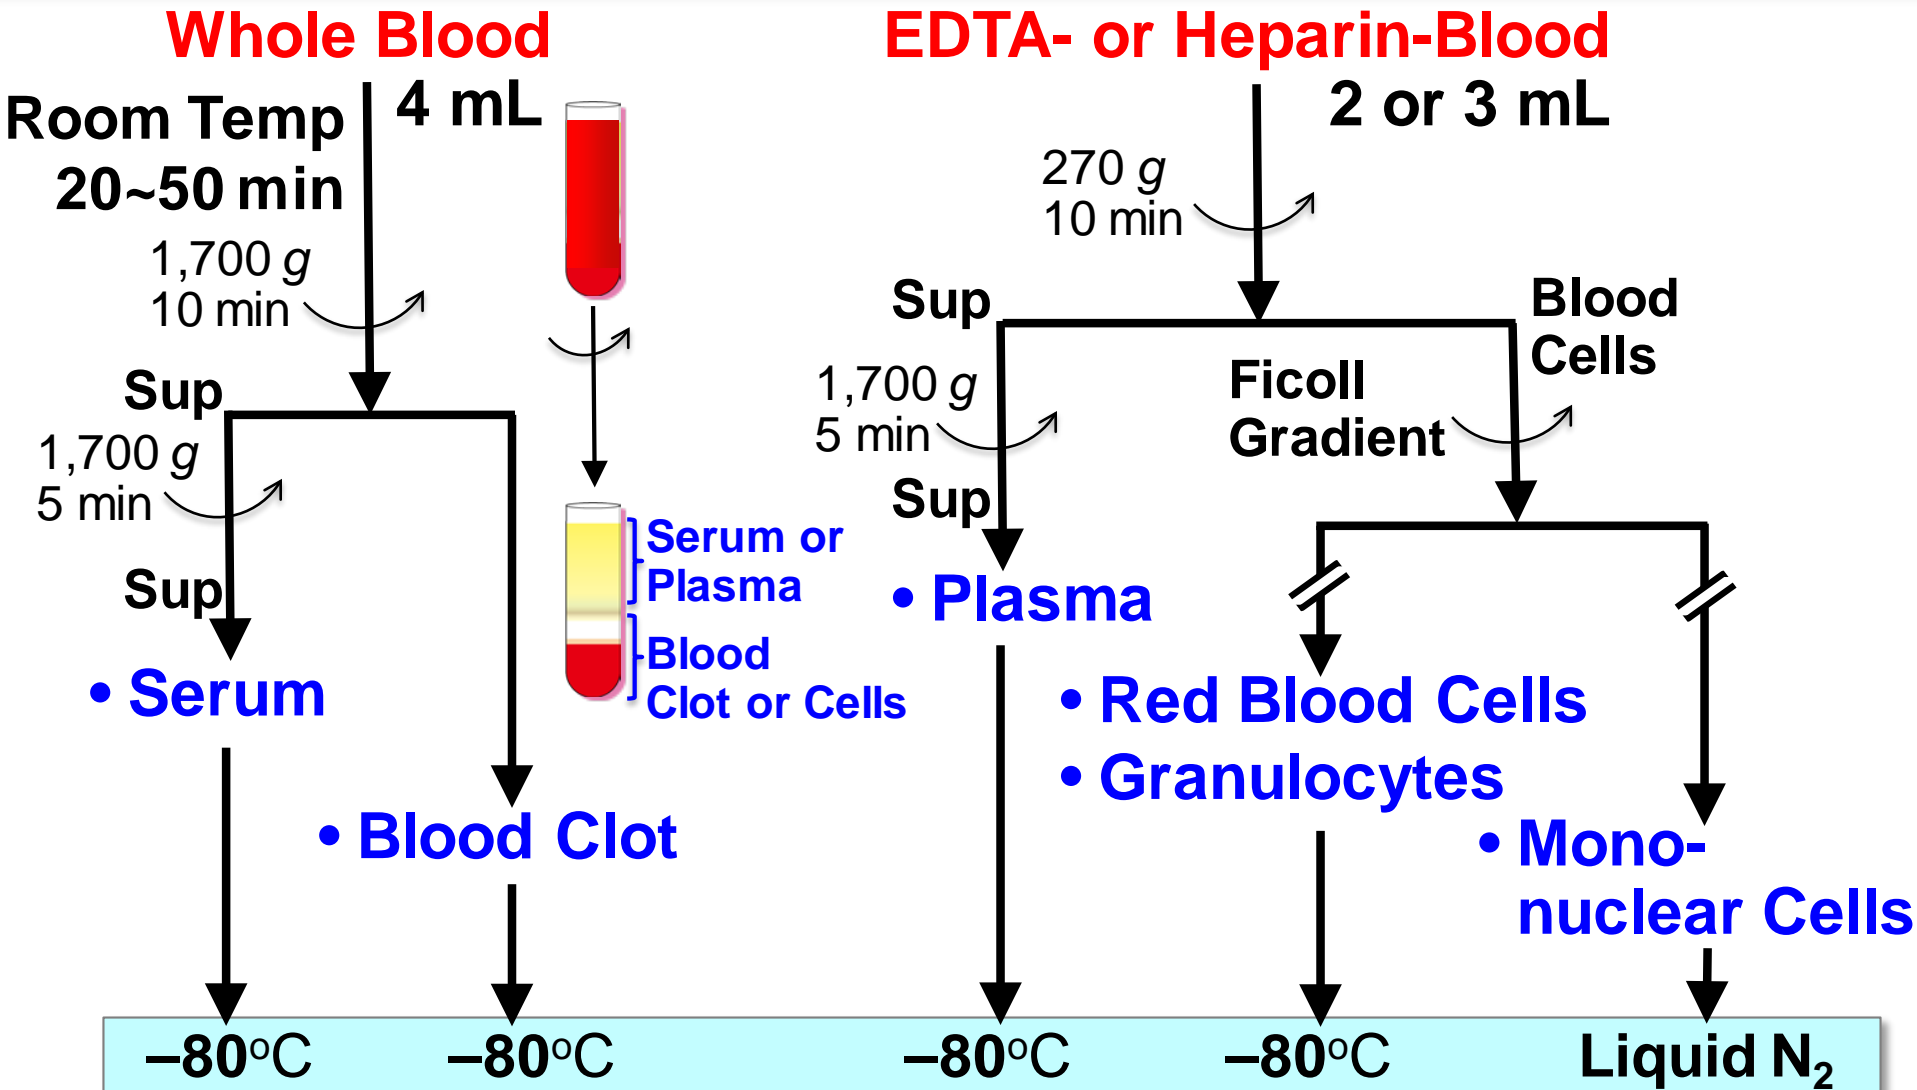 Whole Blood
4 mL
Room Temp
20~50 min
1,700 g
10 min
Sup
1,700 g
5 min
Sup
• Serum
• Blood Clot
Serum or
Plasma
Blood
Clot or Cells
EDTA- or Heparin-Blood
2 or 3 mL
270 g
10 min
Sup
Blood
Cells
1,700 g
5 min
Ficoll
Gradient
Sup
• Plasma
• Red Blood Cells
• Granulocytes
• Mono-
nuclear Cells
–80°C
–80°C
–80°C
–80°C
Liquid N₂